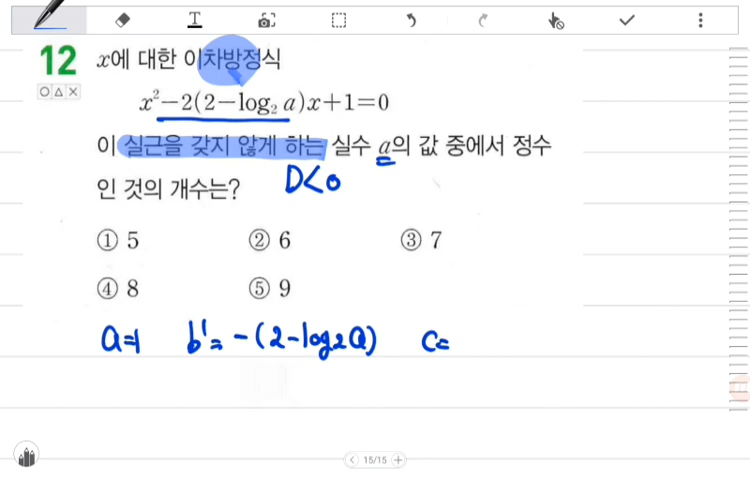 12 x에 대한 이차방정식
○△×
x²-2(2-log₂ a)x+1=0
이 실근을 갖지 않게 하는 실수 a의 값 중에서 정수
인 것의 개수는? D<0
① 5 ② 6 ③ 7
④ 8 ⑤ 9
a=1 b'=-(2-log₂a) c=
15/15